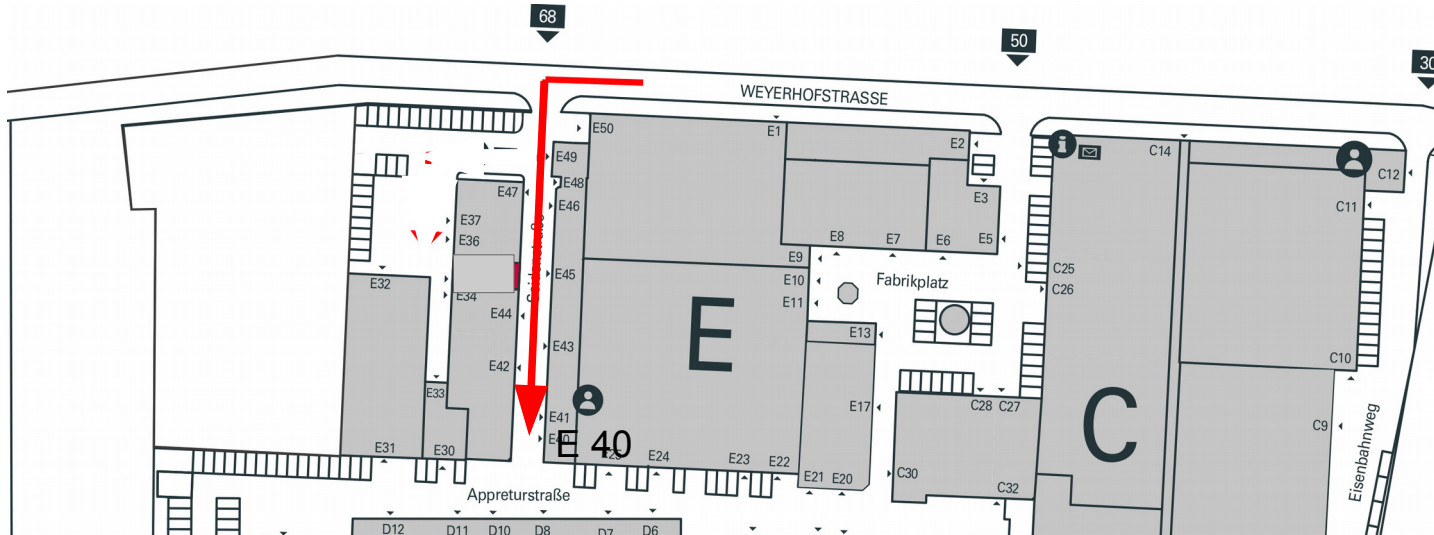 68
50
30
WEYERHOFSTRASSE
E50
E1
E2
C14
C12
E49
E48
E47
E46
E3
C11
E37
E36
E8
E7
E6
E5
E9
C25
C26
E32
E45
E10
E11
Fabrikplatz
E34
E44
E
E13
E43
E42
C10
E33
E17
C28
C27
C
E41
E40
E 40
C9
Eisenbahnweg
E31
E30
E24
E23
E22
E21
E20
C30
C32
Appreturstraße
D12
D11
D10
D8
D7
D6